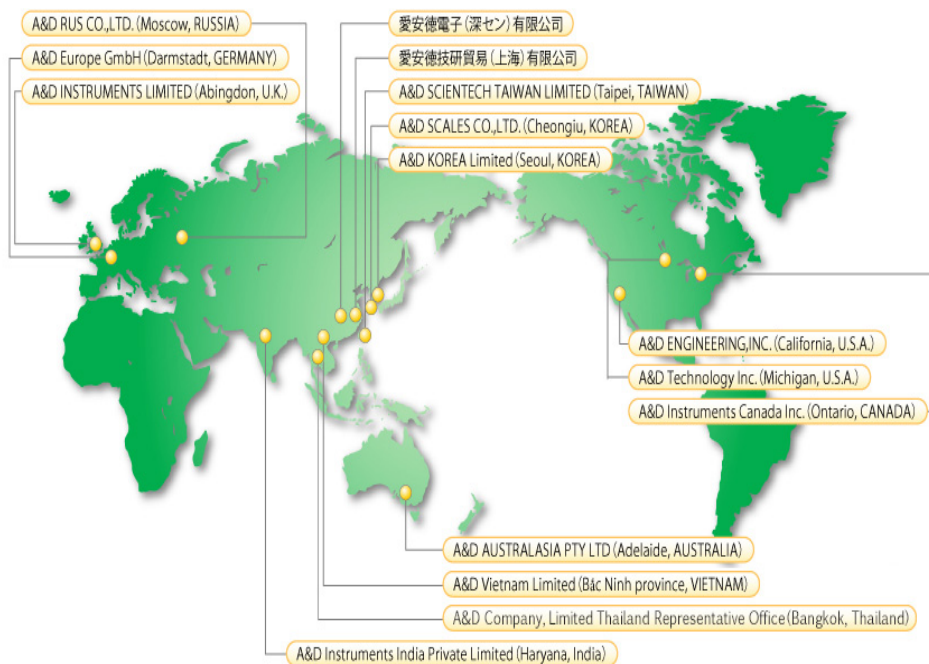 A&D RUS CO.,LTD. (Moscow, RUSSIA)
A&D Europe GmbH (Darmstadt, GERMANY)
A&D INSTRUMENTS LIMITED (Abingdon, U.K.)
愛安徳電子（深セン）有限公司
愛安徳技研貿易（上海）有限公司
A&D SCIENTECH TAIWAN LIMITED (Taipei, TAIWAN)
A&D SCALES CO.,LTD. (Cheongiu, KOREA)
A&D KOREA Limited (Seoul, KOREA)
A&D ENGINEERING,INC. (California, U.S.A.)
A&D Technology Inc. (Michigan, U.S.A.)
A&D Instruments Canada Inc. (Ontario, CANADA)
A&D AUSTRALASIA PTY LTD (Adelaide, AUSTRALIA)
A&D Vietnam Limited (Bắc Ninh province, VIETNAM)
A&D Company, Limited Thailand Representative Office (Bangkok, Thailand)
A&D Instruments India Private Limited (Haryana, India)